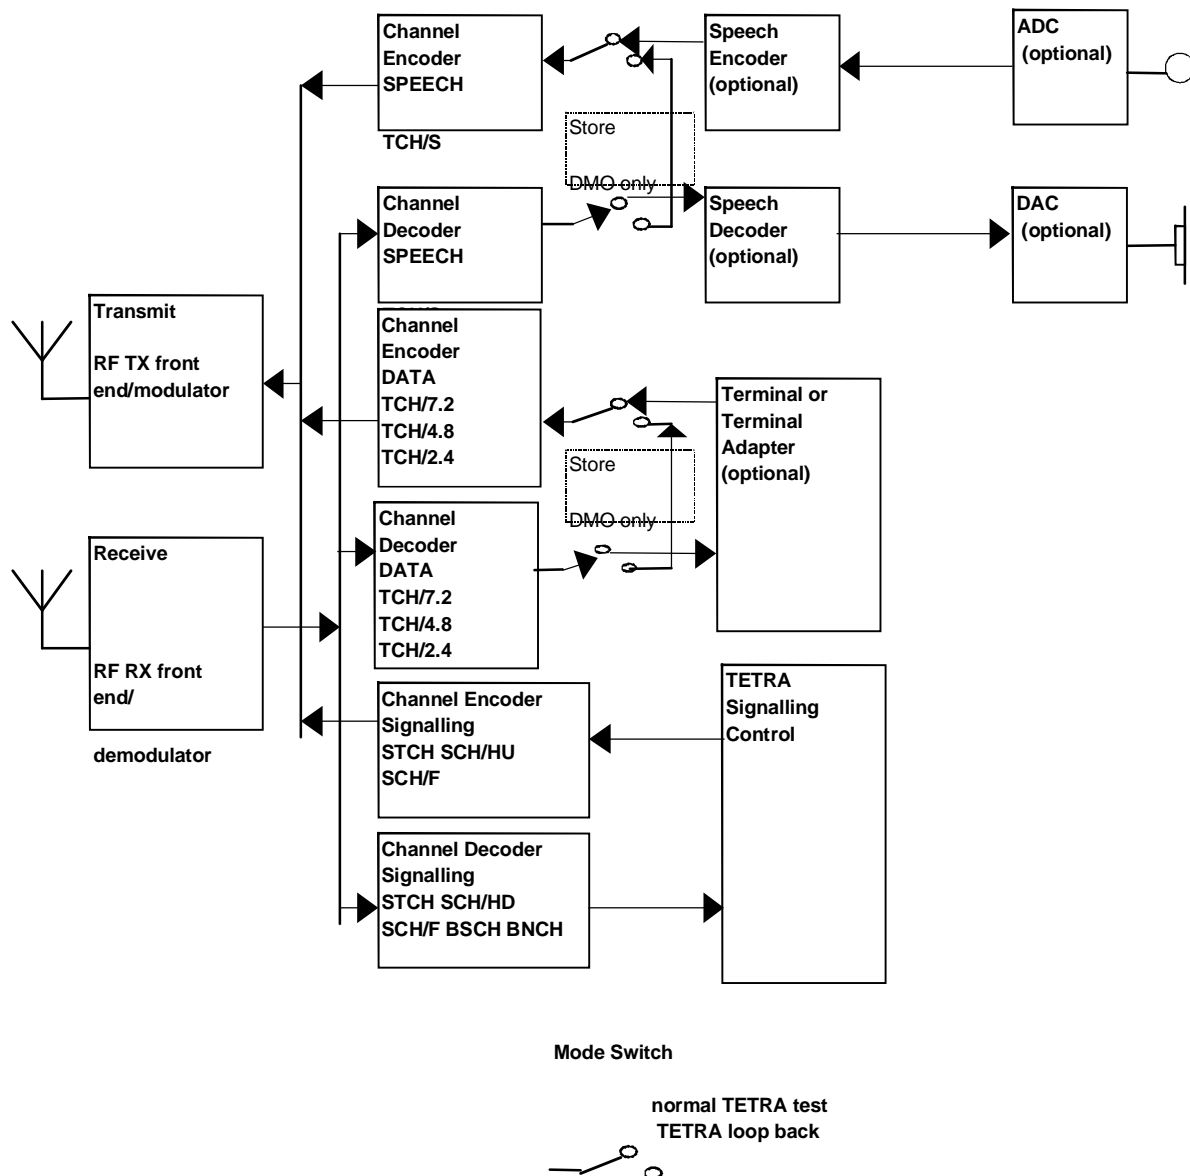 Channel
Encoder
SPEECH
TCH/S
Speech
Encoder
(optional)
ADC
(optional)
Store
DMO only
Channel
Decoder
SPEECH
Speech
Decoder
(optional)
DAC
(optional)
Transmit
RF TX front
end/modulator
Channel
Encoder
DATA
TCH/7.2
TCH/4.8
TCH/2.4
Terminal or
Terminal
Adapter
(optional)
Store
DMO only
Channel
Decoder
DATA
TCH/7.2
TCH/4.8
TCH/2.4
Receive
RF RX front
end/
demodulator
Channel Encoder
Signalling
STCH SCH/HU
SCH/F
TETRA
Signalling
Control
Channel Decoder
Signalling
STCH SCH/HD
SCH/F BSCH BNCH
Mode Switch
normal TETRA test
TETRA loop back